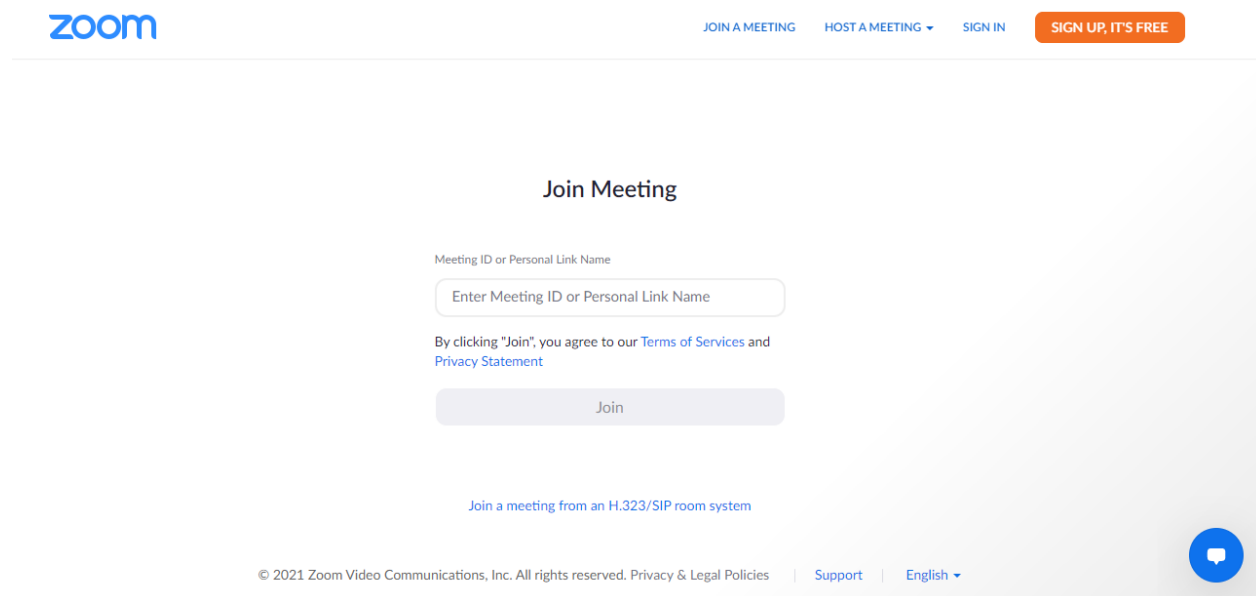 zoom
JOIN A MEETING
HOST A MEETING
SIGN IN
SIGN UP, IT'S FREE
Join Meeting
Meeting ID or Personal Link Name
Enter Meeting ID or Personal Link Name
By clicking "Join", you agree to our Terms of Services and
Privacy Statement
Join
Join a meeting from an H.323/SIP room system
© 2021 Zoom Video Communications, Inc. All rights reserved. Privacy & Legal Policies
Support
English